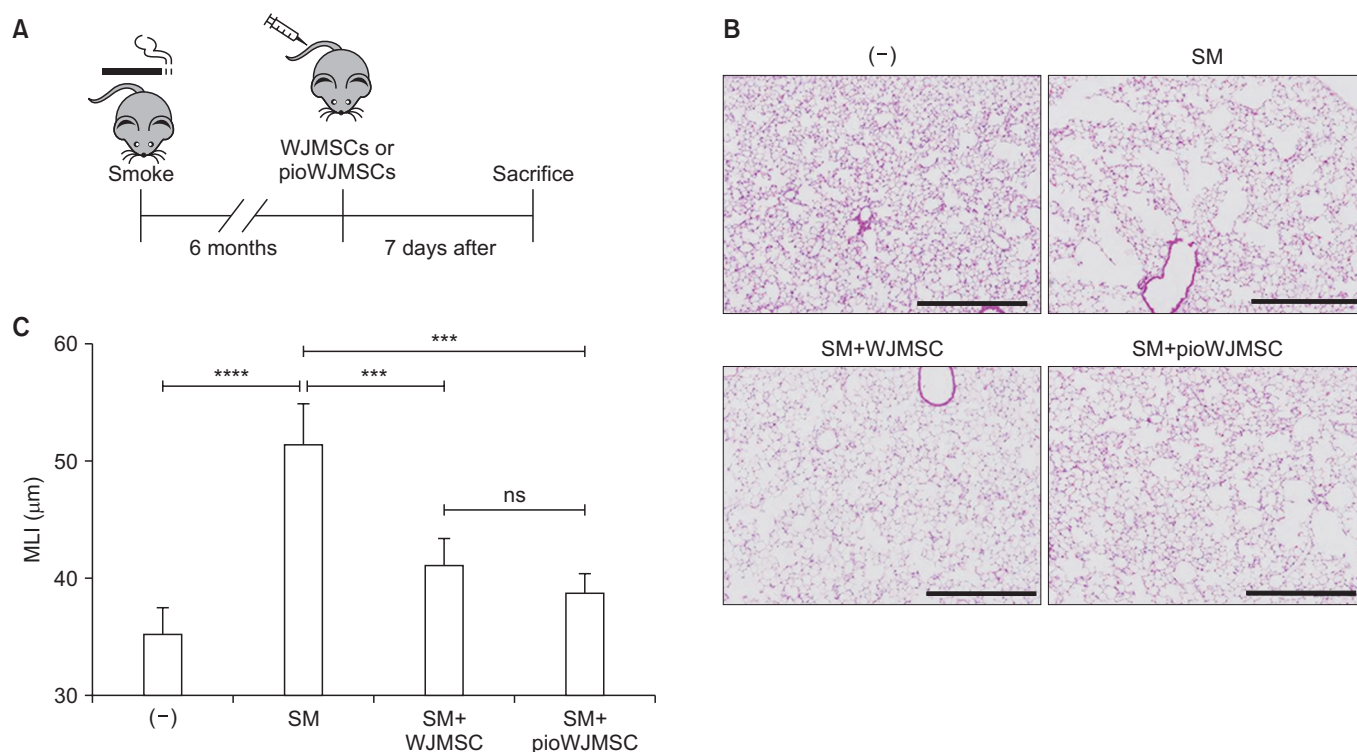 A
Smoke
WJMSCs or
pioWJMSCs
Sacrifice
6 months
7 days after
B
(−)
SM
SM+WJMSC
SM+pioWJMSC
C
MLI (μm)
60
50
40
30
****
***
***
ns
(−)
SM
SM+
WJMSC
SM+
pioWJMSC